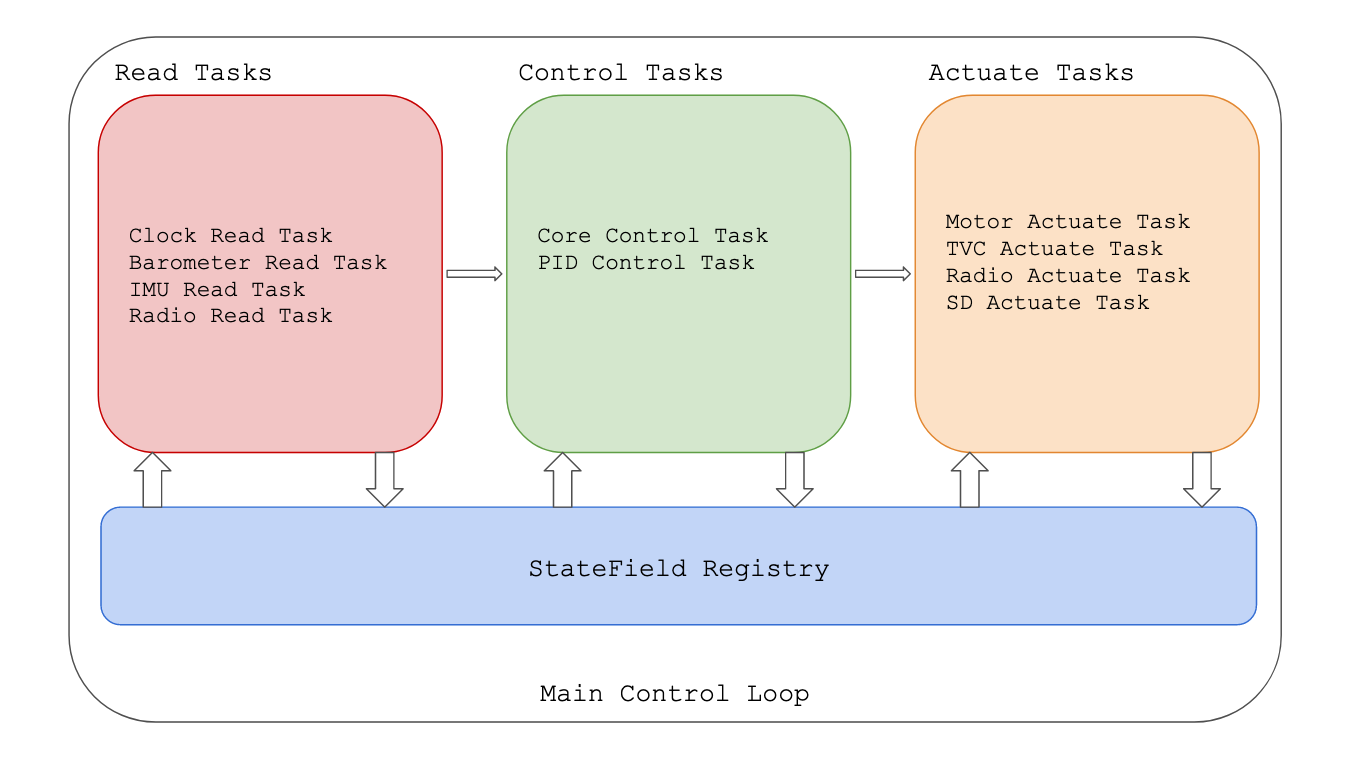 Read Tasks
Clock Read Task
Barometer Read Task
IMU Read Task
Radio Read Task
Control Tasks
Core Control Task
PID Control Task
Actuate Tasks
Motor Actuate Task
TVC Actuate Task
Radio Actuate Task
SD Actuate Task
StateField Registry
Main Control Loop